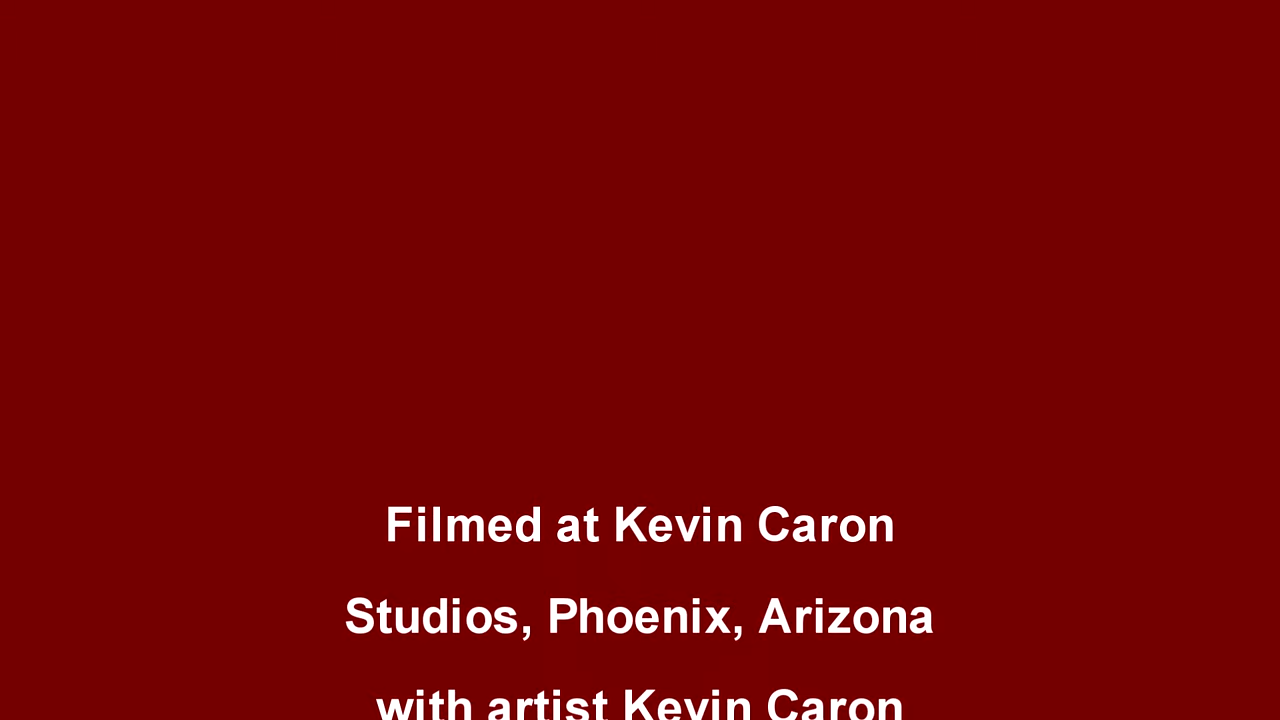 Filmed at Kevin Caron
Studios, Phoenix, Arizona
with artist Kevin Caron